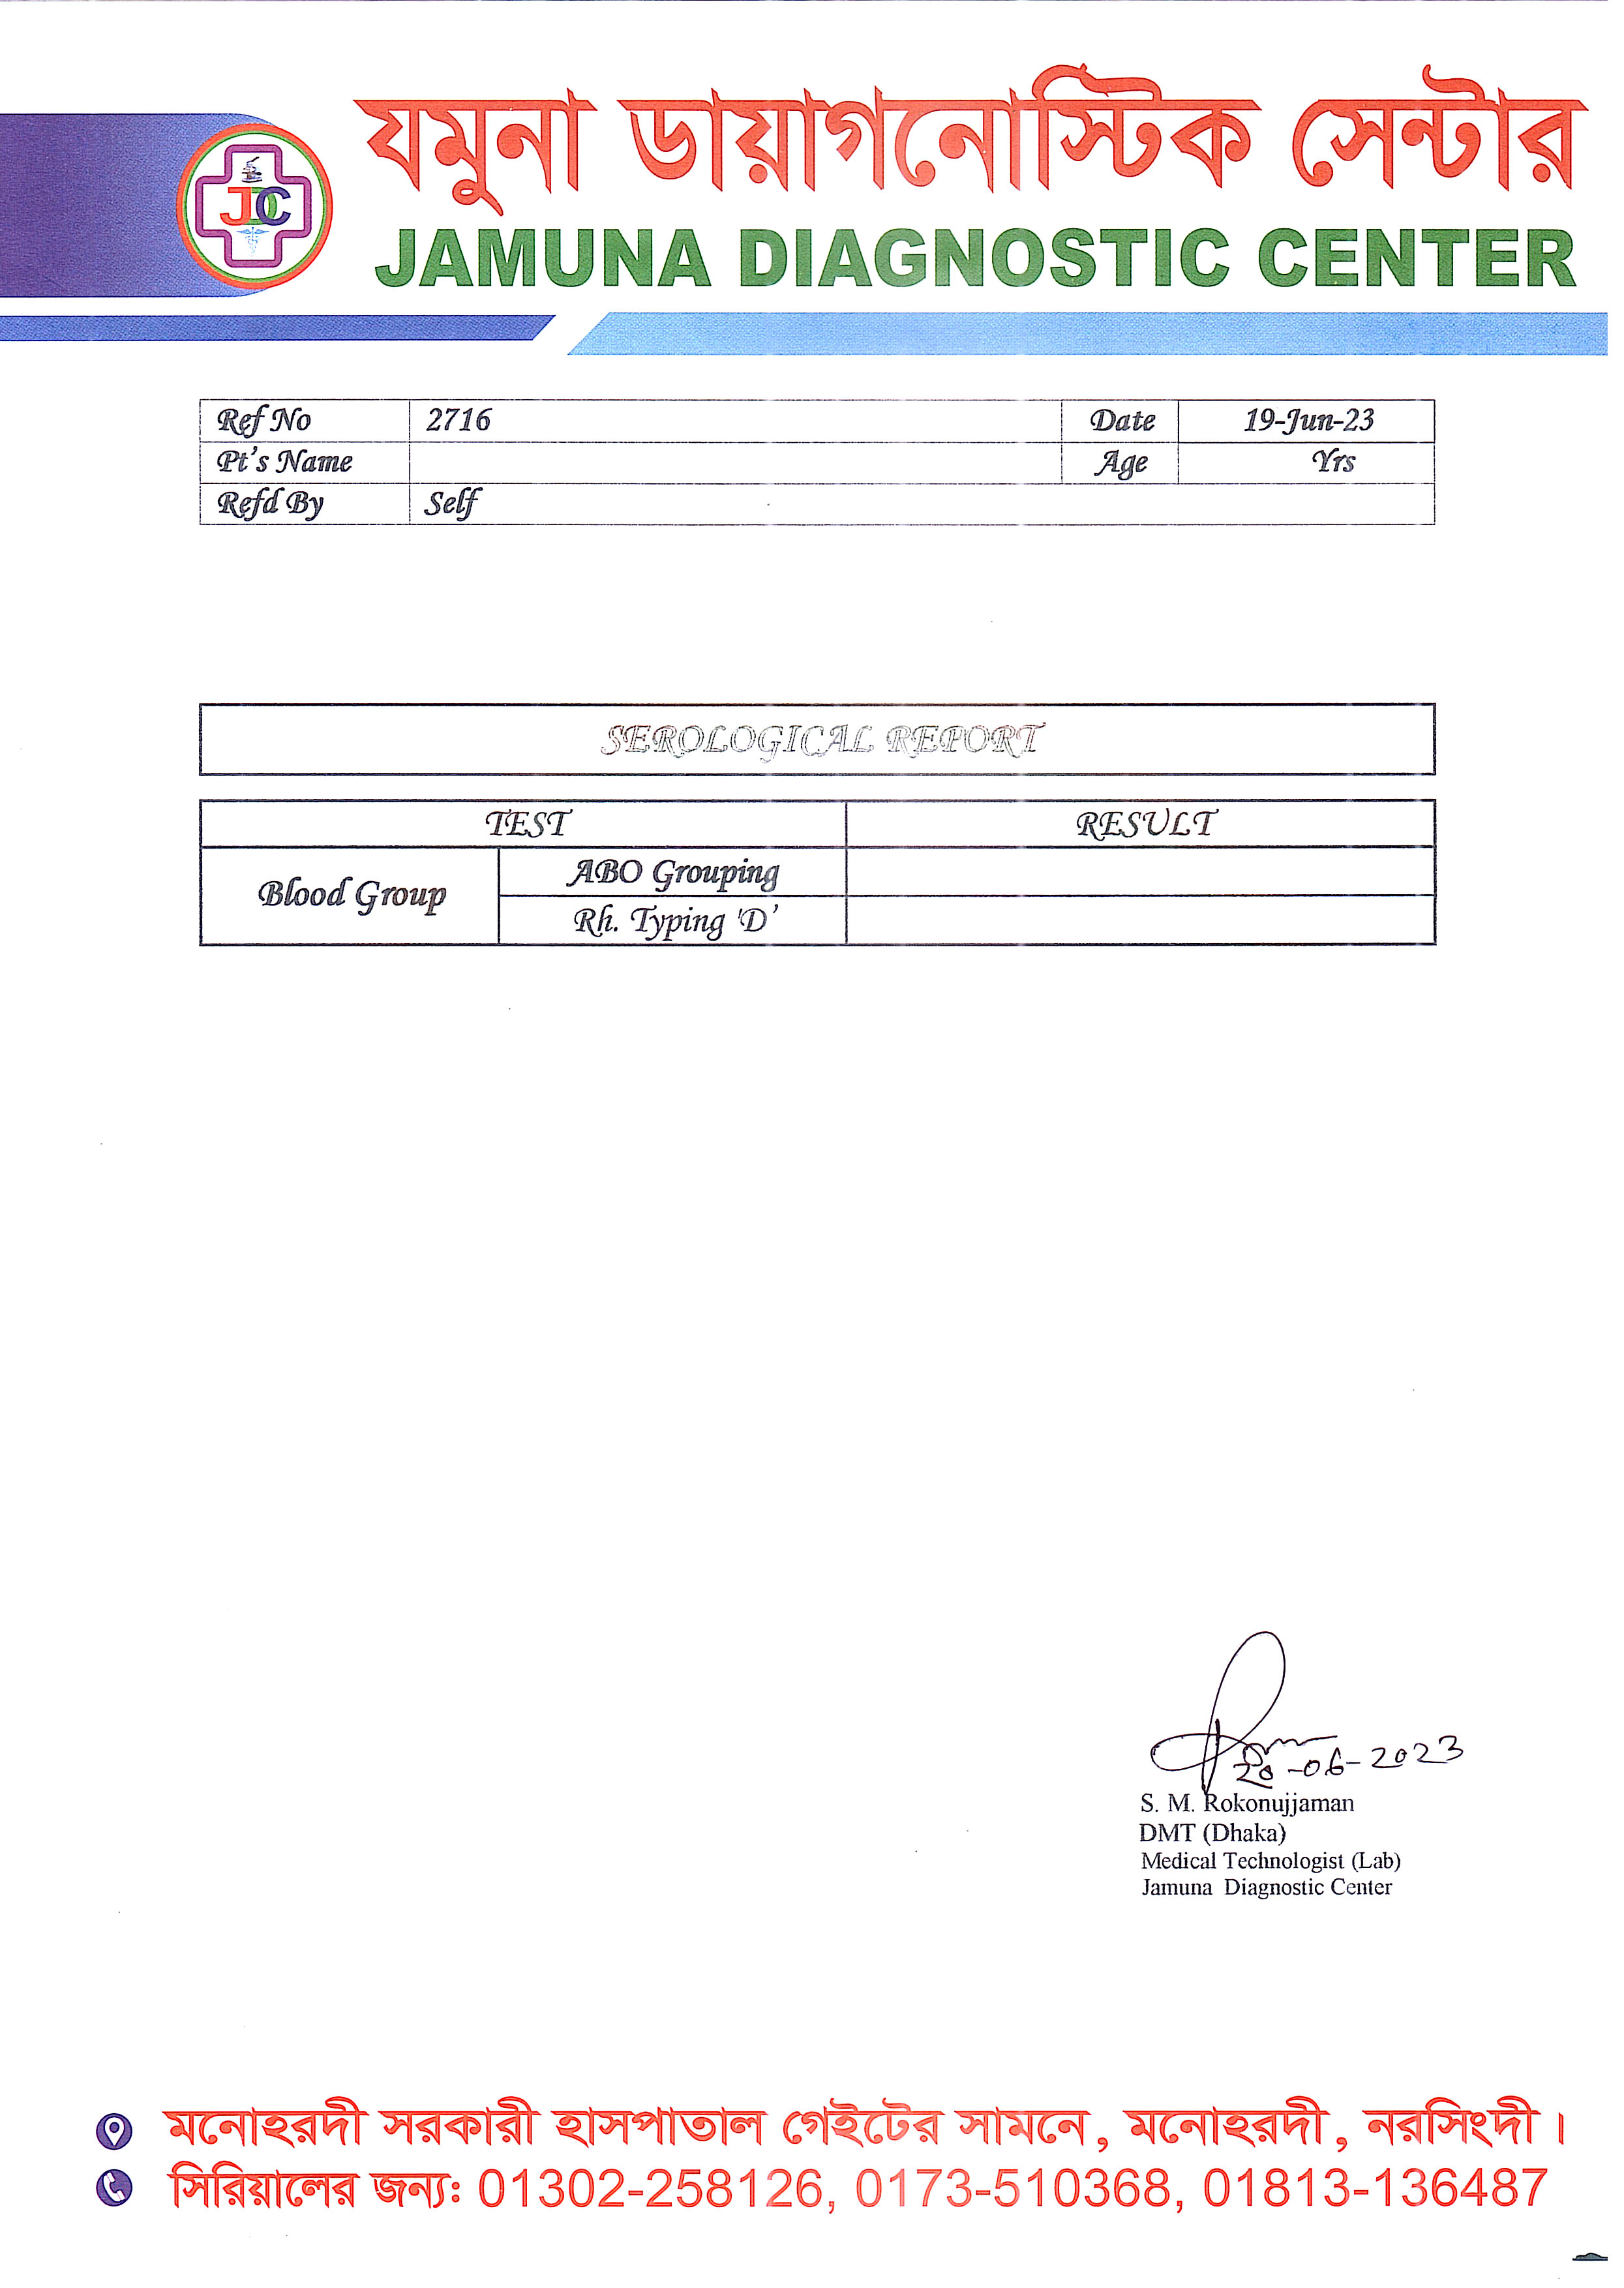 যমুনা ডায়াগনোস্টিক সেন্টার
JDC
JAMUNA DIAGNOSTIC CENTER
Ref No 2716 Date 19-Jun-23
Pt's Name Age Yrs
Refd By Self
SEROLOGICAL REPORT
TEST RESULT
Blood Group ABO Grouping
Rh. Typing 'D'
20-06-2023
S. M. Rokonujjaman
DMT (Dhaka)
Medical Technologist (Lab)
Jamuna Diagnostic Center
মনোহরদী সরকারী হাসপাতাল গেইটের সামনে, মনোহরদী, নরসিংদী।
সিরিয়ালের জন্য: 01302-258126, 0173-510368, 01813-136487